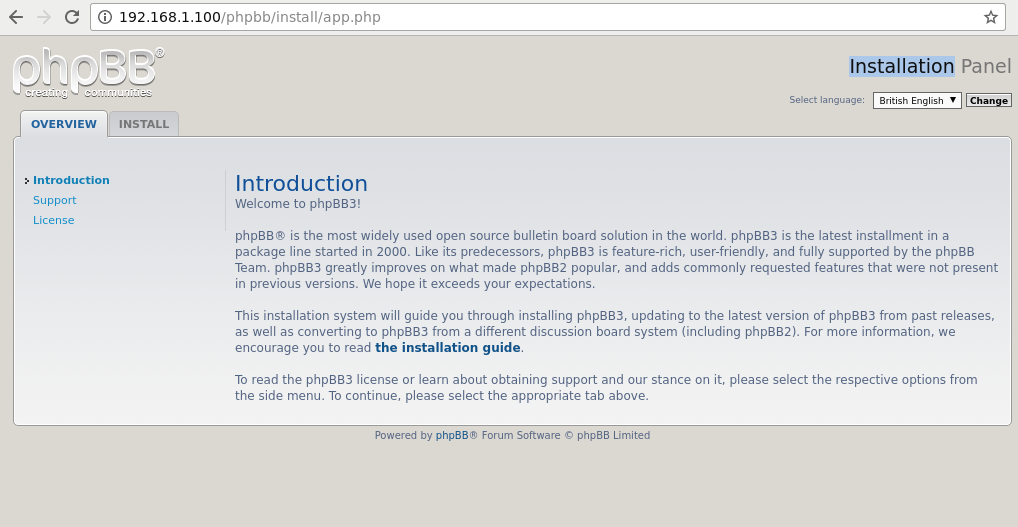 192.168.1.100/phpbb/install/app.php
phpBB®
creating communities
Installation Panel
Select language: British English Change
OVERVIEW INSTALL
Introduction
Support
License
Introduction
Welcome to phpBB3!
phpBB® is the most widely used open source bulletin board solution in the world. phpBB3 is the latest installment in a
package line started in 2000. Like its predecessors, phpBB3 is feature-rich, user-friendly, and fully supported by the phpBB
Team. phpBB3 greatly improves on what made phpBB2 popular, and adds commonly requested features that were not present
in previous versions. We hope it exceeds your expectations.
This installation system will guide you through installing phpBB3, updating to the latest version of phpBB3 from past releases,
as well as converting to phpBB3 from a different discussion board system (including phpBB2). For more information, we
encourage you to read the installation guide.
To read the phpBB3 license or learn about obtaining support and our stance on it, please select the respective options from
the side menu. To continue, please select the appropriate tab above.
Powered by phpBB® Forum Software © phpBB Limited